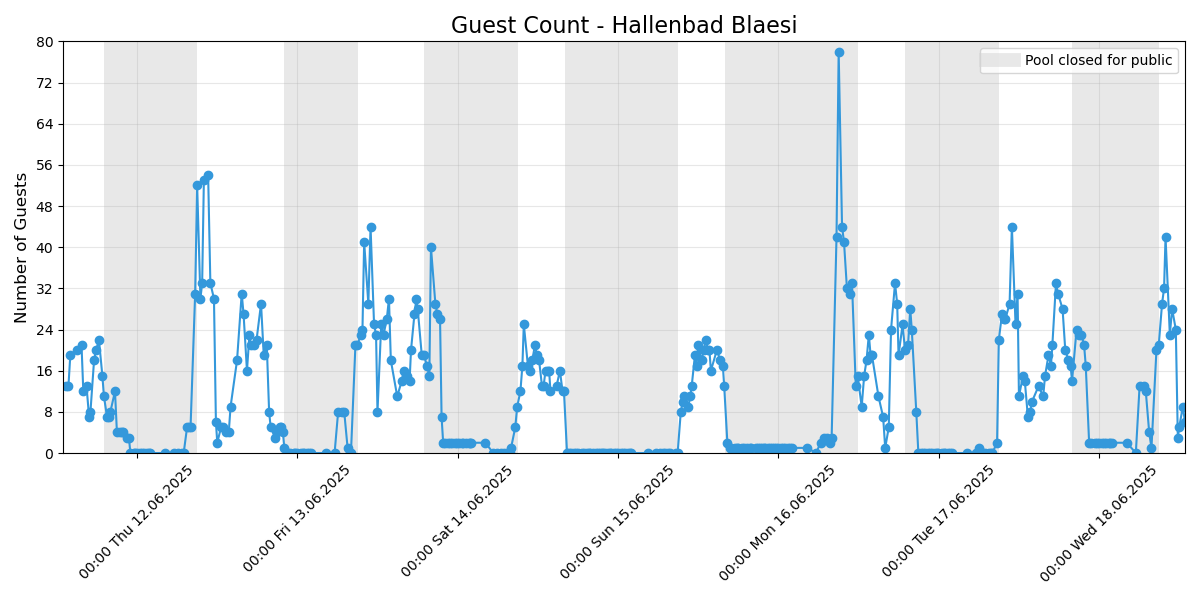 Guest Count - Hallenbad Blaesi
Number of Guests
80
72
64
56
48
40
32
24
16
8
0
Pool closed for public
00:00 Thu 12.06.2025
00:00 Fri 13.06.2025
00:00 Sat 14.06.2025
00:00 Sun 15.06.2025
00:00 Mon 16.06.2025
00:00 Tue 17.06.2025
00:00 Wed 18.06.2025